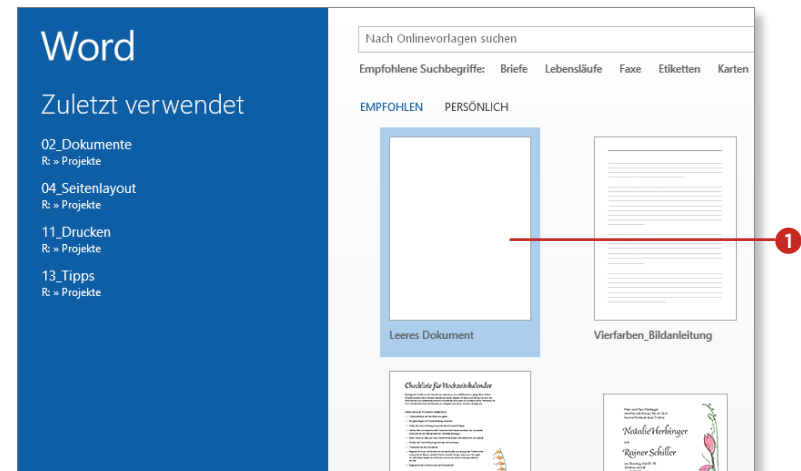 Word
Zuletzt verwendet
02_Dokumente
R: » Projekte
04_Seitenlayout
R: » Projekte
11_Drucken
R: » Projekte
13_Tipps
R: » Projekte
Nach Onlinevorlagen suchen
Empfohlene Suchbegriffe: Briefe Lebensläufe Faxe Etiketten Karten
EMPFOHLEN PERSÖNLICH
1
Leeres Dokument
Vierfarben_Bildanleitung
Checkliste für Hochzeitskalender
Natalie Herbinger
und
Rainer Schiller